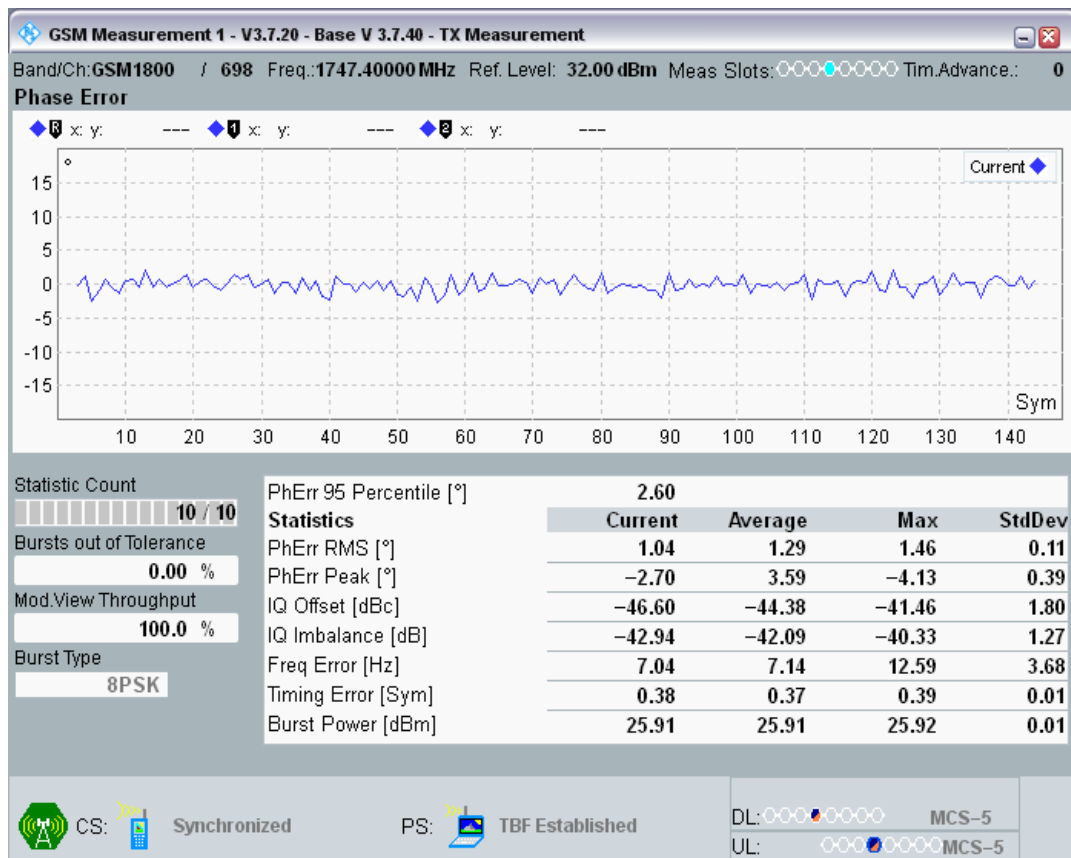 GSM Measurement 1 - V3.7.20 - Base V 3.7.40 - TX Measurement
Band/Ch:GSM1800 / 698 Freq.:1747.40000 MHz Ref. Level: 32.00 dBm Meas Slots: Tim.Advance.: 0
Phase Error
R x: y: --- 1 x: y: --- 2 x: y: ---
°
Current
15
10
5
0
-5
-10
-15
Sym
10 20 30 40 50 60 70 80 90 100 110 120 130 140
Statistic Count
10 / 10
Bursts out of Tolerance
0.00 %
Mod.View Throughput
100.0 %
Burst Type
8PSK
PhErr 95 Percentile [°] 2.60
Statistics Current Average Max StdDev
PhErr RMS [°] 1.04 1.29 1.46 0.11
PhErr Peak [°] −2.70 3.59 −4.13 0.39
IQ Offset [dBc] −46.60 −44.38 −41.46 1.80
IQ Imbalance [dB] −42.94 −42.09 −40.33 1.27
Freq Error [Hz] 7.04 7.14 12.59 3.68
Timing Error [Sym] 0.38 0.37 0.39 0.01
Burst Power [dBm] 25.91 25.91 25.92 0.01
CS: Synchronized PS: TBF Established
DL: MCS−5
UL: MCS−5